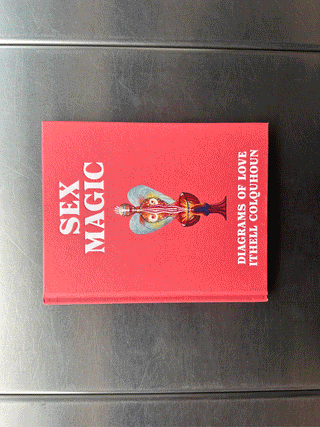 SEX
MAGIC
DIAGRAMS OF LOVE
ITHELL COLQUHOUN